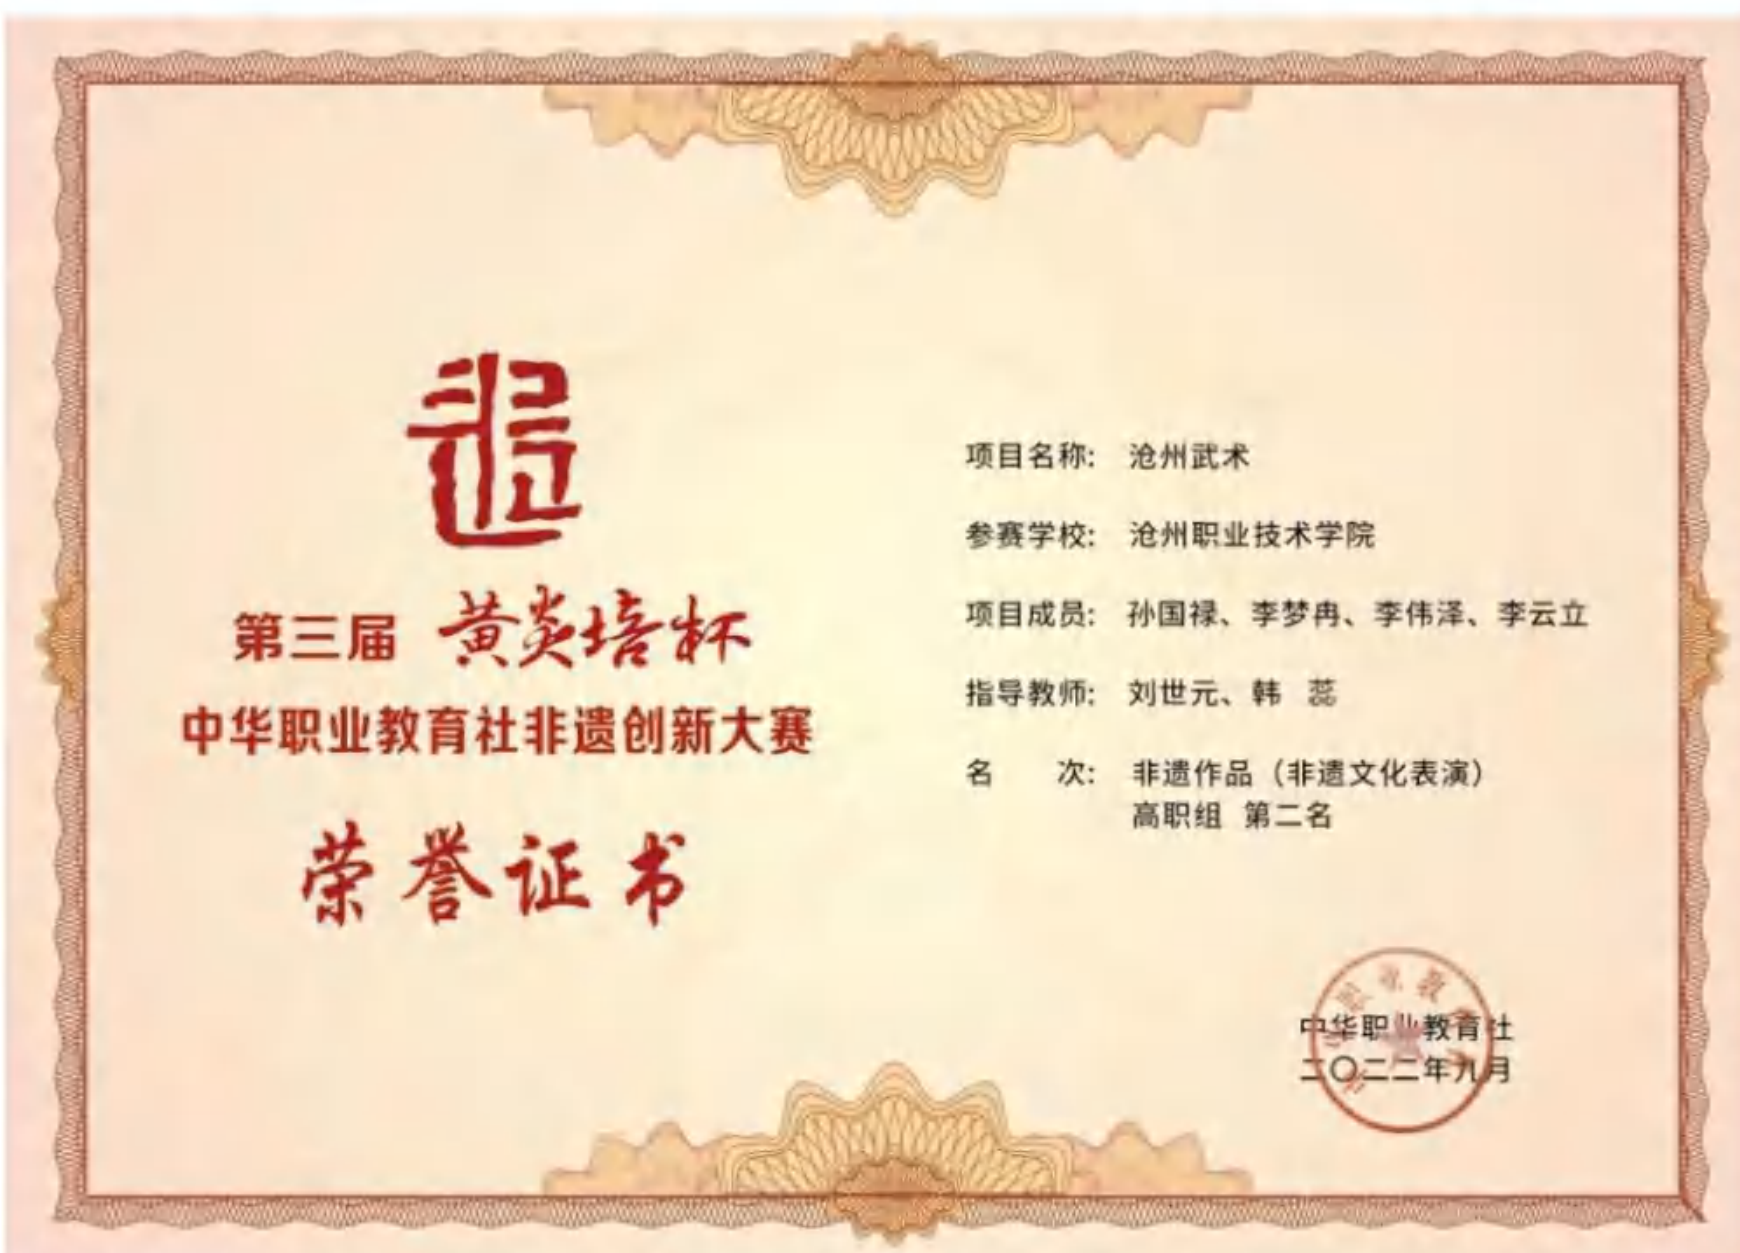 第三届 黄炎培杯
中华职业教育社非遗创新大赛
荣誉证书
项目名称: 沧州武术
参赛学校: 沧州职业技术学院
项目成员: 孙国禄、李梦冉、李伟泽、李云立
指导教师: 刘世元、韩 蕊
名 次: 非遗作品（非遗文化表演）
高职组 第二名
中华职业教育社
二〇二二年九月